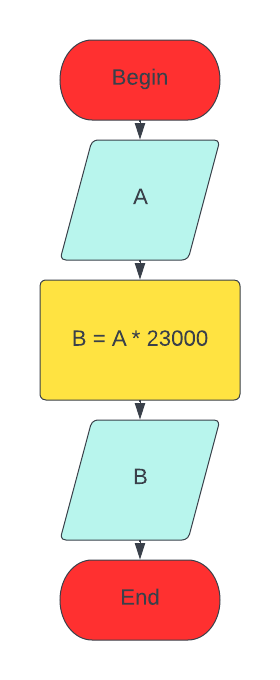 Begin
A
B = A * 23000
B
End